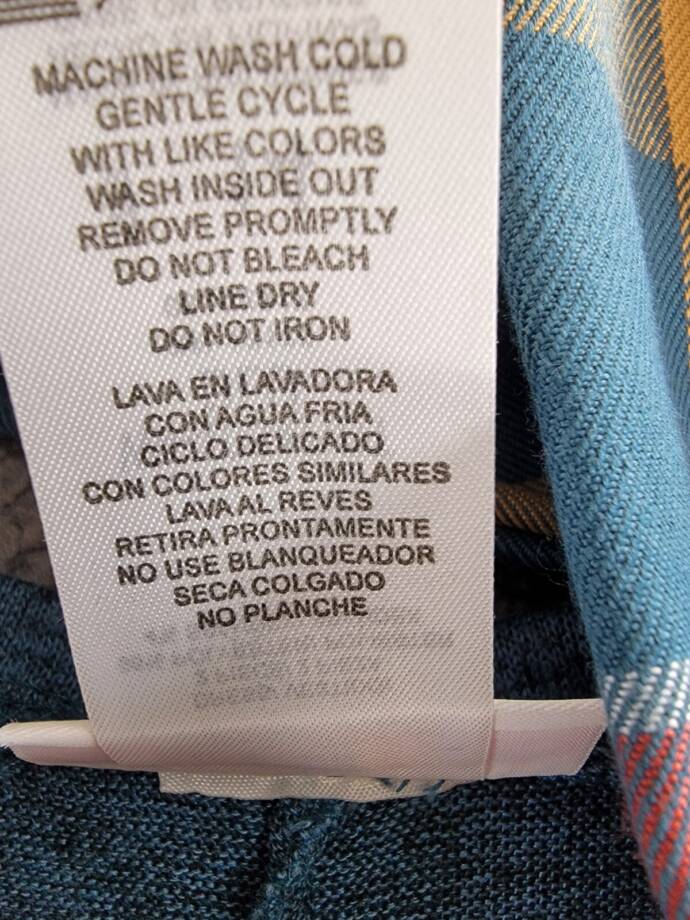 MACHINE WASH COLD
GENTLE CYCLE
WITH LIKE COLORS
WASH INSIDE OUT
REMOVE PROMPTLY
DO NOT BLEACH
LINE DRY
DO NOT IRON
LAVA EN LAVADORA
CON AGUA FRIA
CICLO DELICADO
CON COLORES SIMILARES
LAVA AL REVES
RETIRA PRONTAMENTE
NO USE BLANQUEADOR
SECA COLGADO
NO PLANCHE